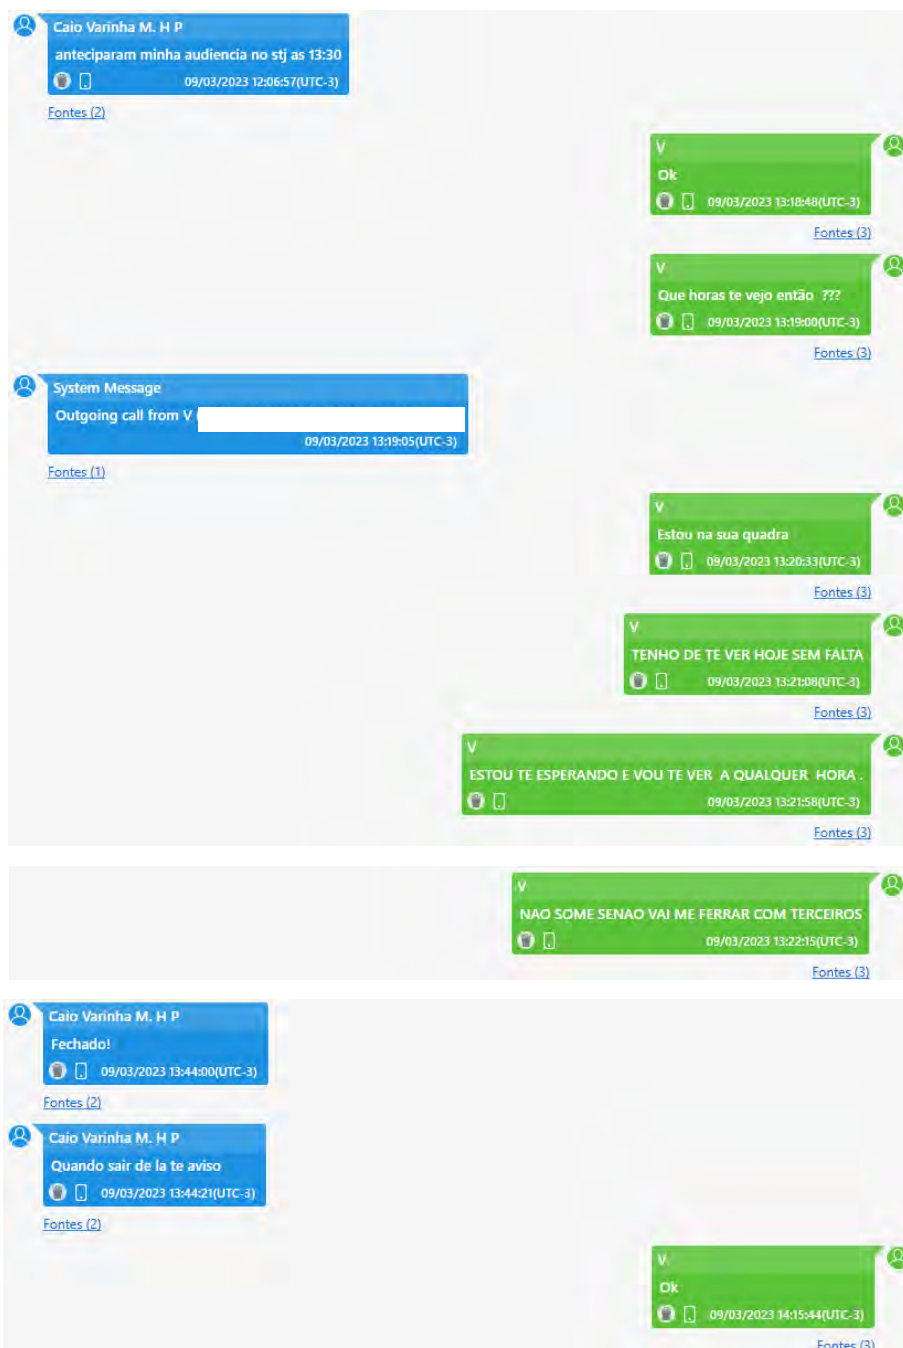 Caio Varinha M. H P
anteciparam minha audiencia no stj as 13:30
09/03/2023 12:06:57(UTC-3)
Fontes (2)
V
Ok
09/03/2023 13:18:48(UTC-3)
Fontes (3)
V
Que horas te vejo então ???
09/03/2023 13:19:00(UTC-3)
Fontes (3)
System Message
Outgoing call from V
09/03/2023 13:19:05(UTC-3)
Fontes (1)
V
Estou na sua quadra
09/03/2023 13:20:33(UTC-3)
Fontes (3)
V
TENHO DE TE VER HOJE SEM FALTA
09/03/2023 13:21:08(UTC-3)
Fontes (3)
V
ESTOU TE ESPERANDO E VOU TE VER A QUALQUER HORA .
09/03/2023 13:21:58(UTC-3)
Fontes (3)
V
NAO SOME SENAO VAI ME FERRAR COM TERCEIROS
09/03/2023 13:22:15(UTC-3)
Fontes (3)
Caio Varinha M. H P
Fechado!
09/03/2023 13:44:00(UTC-3)
Fontes (2)
Caio Varinha M. H P
Quando sair de la te aviso
09/03/2023 13:44:21(UTC-3)
Fontes (2)
V
Ok
09/03/2023 14:15:44(UTC-3)
Fontes (3)